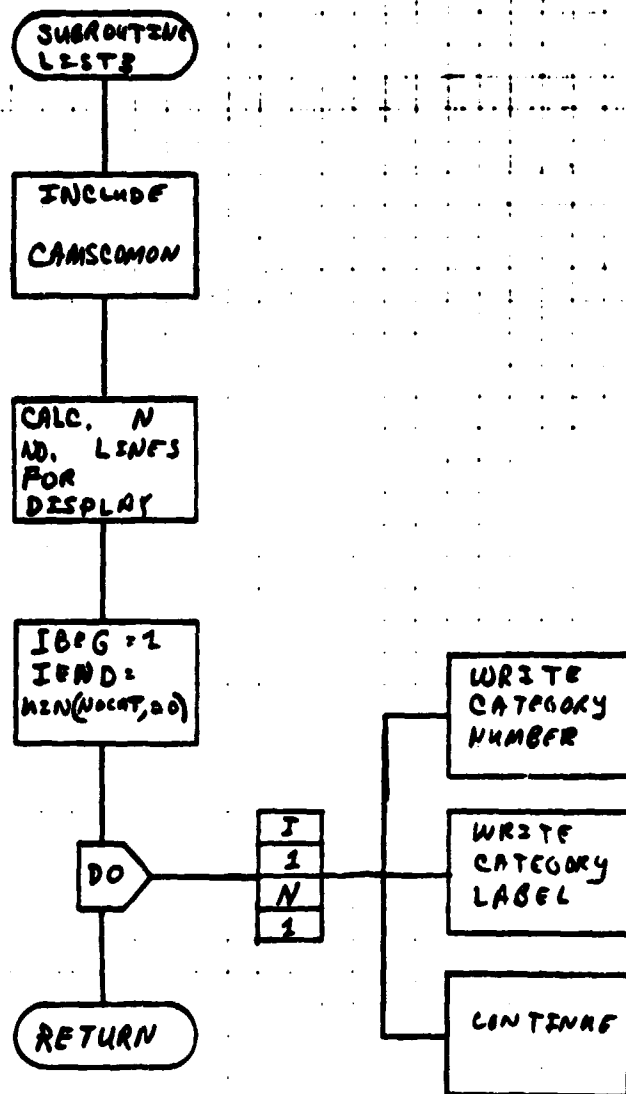 SUBROUTINE
LIST3
INCLUDE
CAMSCOMON
CALC. N
NO. LINES
FOR
DISPLAY
IBEG = 1
IEND =
MIN(NOCAT,20)
DO
I
1
N
1
WRITE
CATEGORY
NUMBER
WRITE
CATEGORY
LABEL
CONTINUE
RETURN